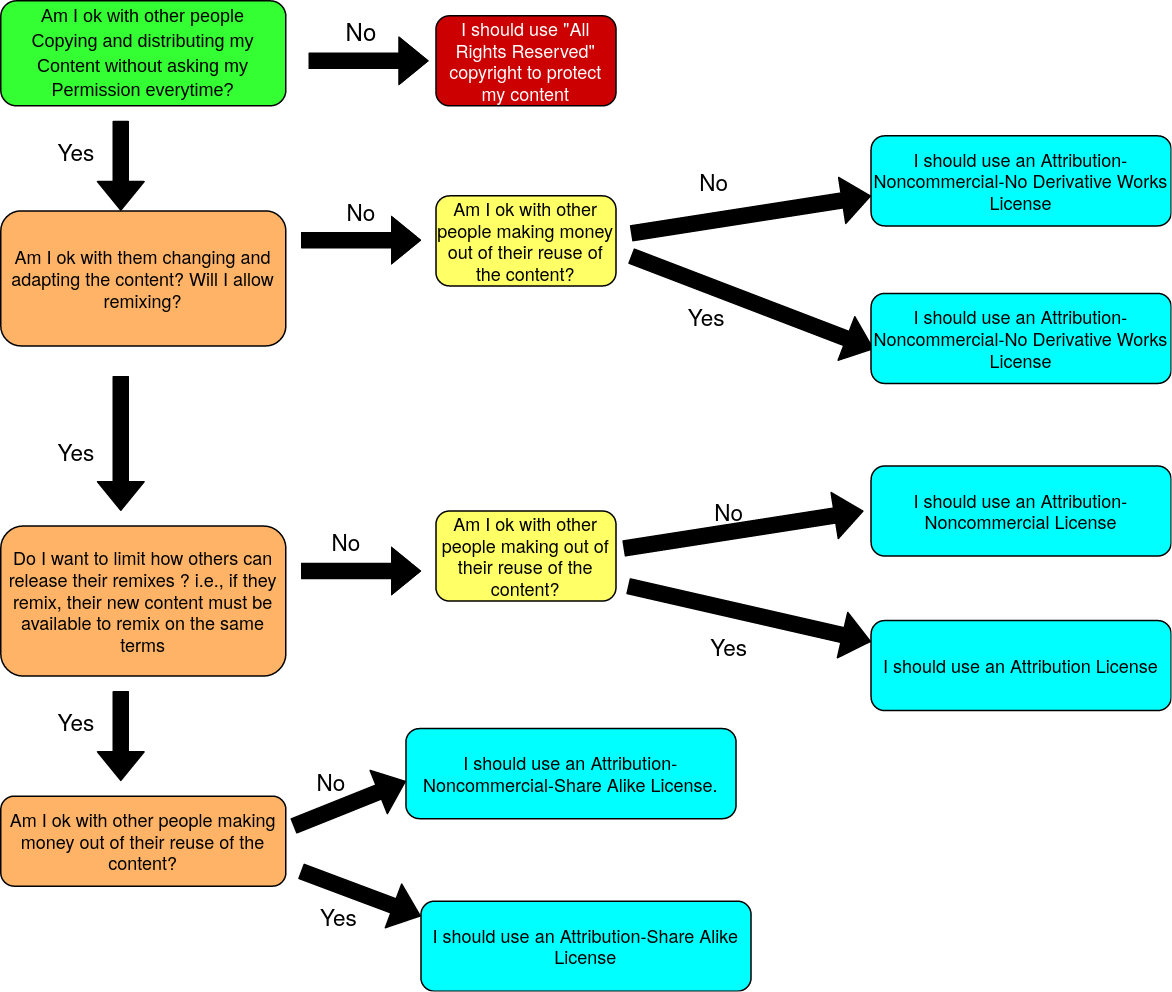 Am I ok with other people
Copying and distributing my
Content without asking my
Permission everytime?
No
I should use "All
Rights Reserved"
copyright to protect
my content
Yes
Am I ok with them changing and
adapting the content? Will I allow
remixing?
No
Am I ok with other
people making money
out of their reuse of
the content?
No
I should use an Attribution-
Noncommercial-No Derivative Works
License
Yes
I should use an Attribution-
Noncommercial-No Derivative Works
License
Yes
Do I want to limit how others can
release their remixes ? i.e., if they
remix, their new content must be
available to remix on the same
terms
No
Am I ok with other
people making out of
their reuse of the
content?
No
I should use an Attribution-
Noncommercial License
Yes
I should use an Attribution License
Yes
Am I ok with other people making
money out of their reuse of the
content?
No
I should use an Attribution-
Noncommercial-Share Alike License.
Yes
I should use an Attribution-Share Alike
License